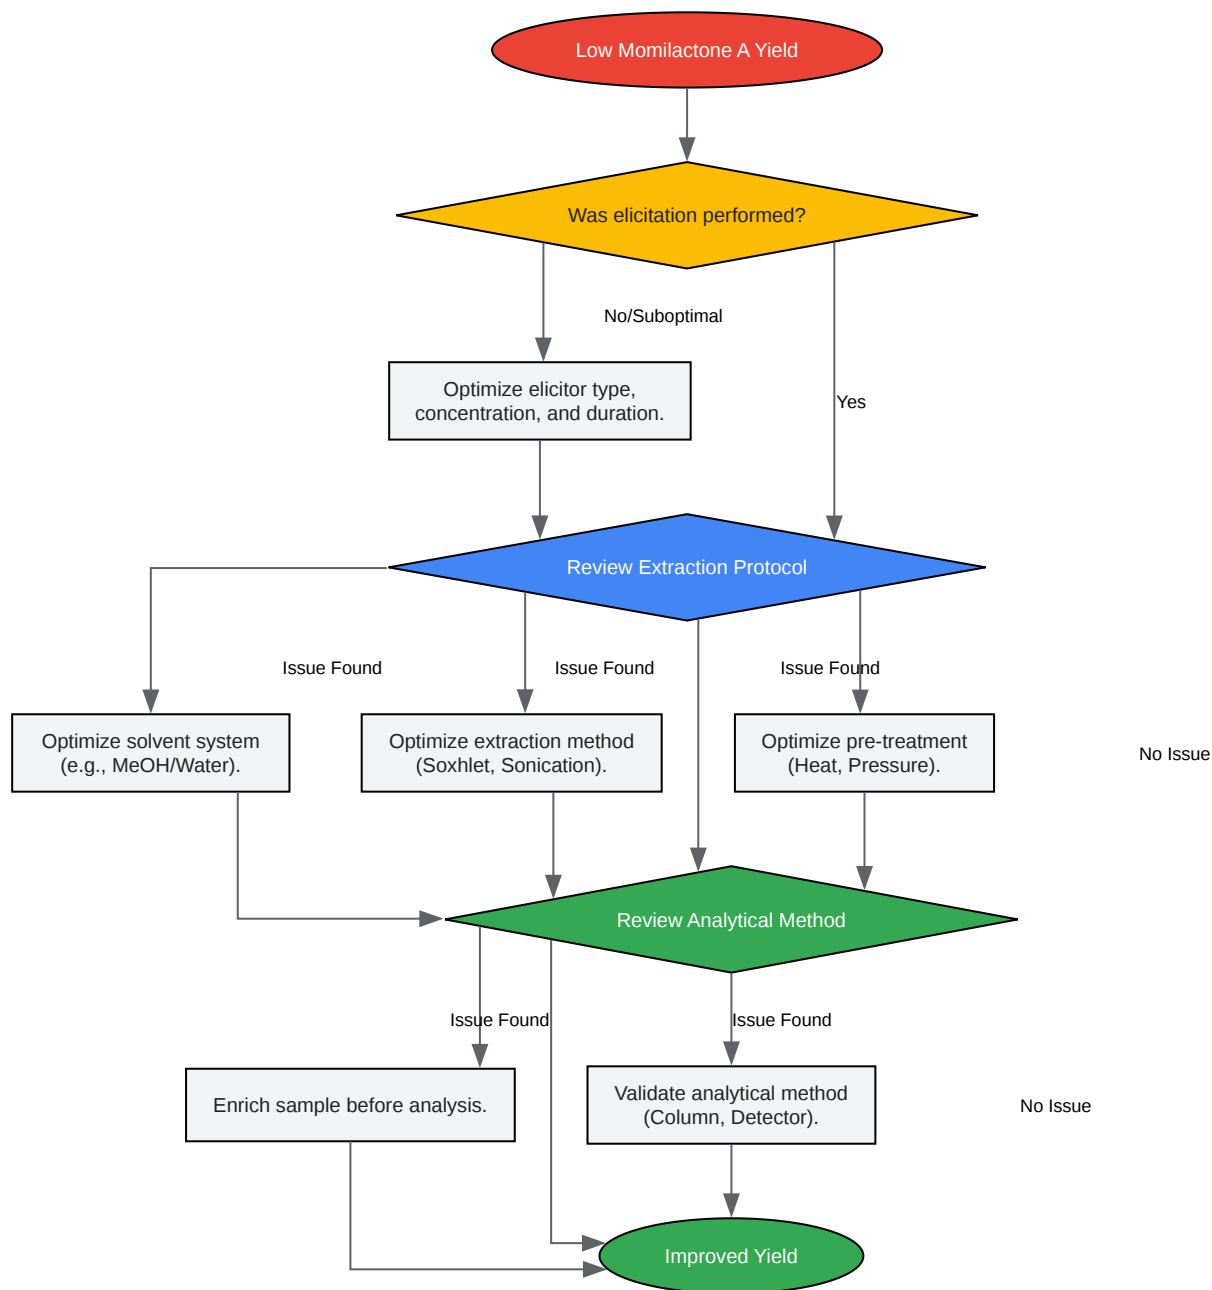 Low Momilactone A Yield
Was elicitation performed?
No/Suboptimal
Optimize elicitor type,
concentration, and duration.
Yes
Review Extraction Protocol
Issue Found
Issue Found
Issue Found
Optimize solvent system
(e.g., MeOH/Water).
Optimize extraction method
(Soxhlet, Sonication).
Optimize pre-treatment
(Heat, Pressure).
No Issue
Review Analytical Method
Issue Found
Issue Found
Enrich sample before analysis.
Validate analytical method
(Column, Detector).
No Issue
Improved Yield